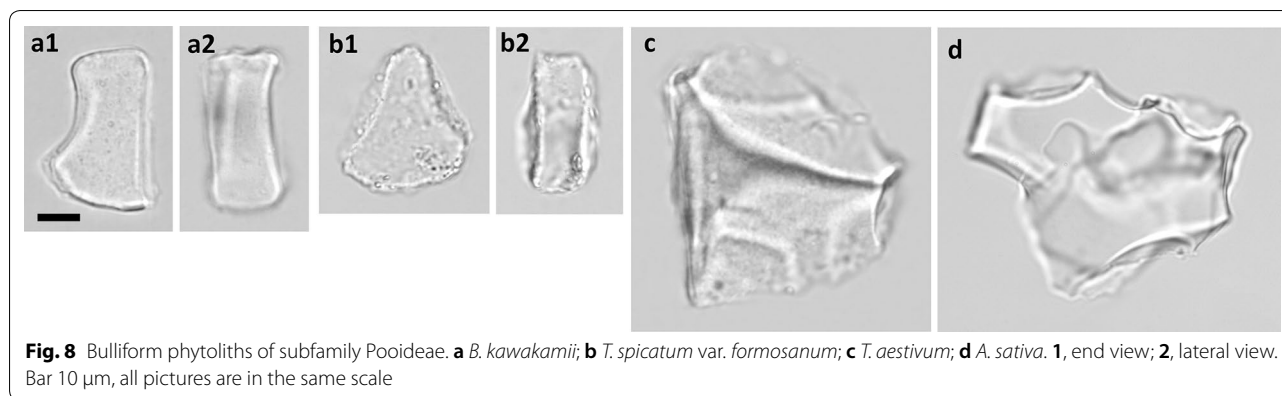 a1 a2 b1 b2 c d
Fig. 8 Bulliform phytoliths of subfamily Pooideae. a B. kawakamii; b T. spicatum var. formosanum; c T. aestivum; d A. sativa. 1, end view; 2, lateral view.
Bar 10 µm, all pictures are in the same scale